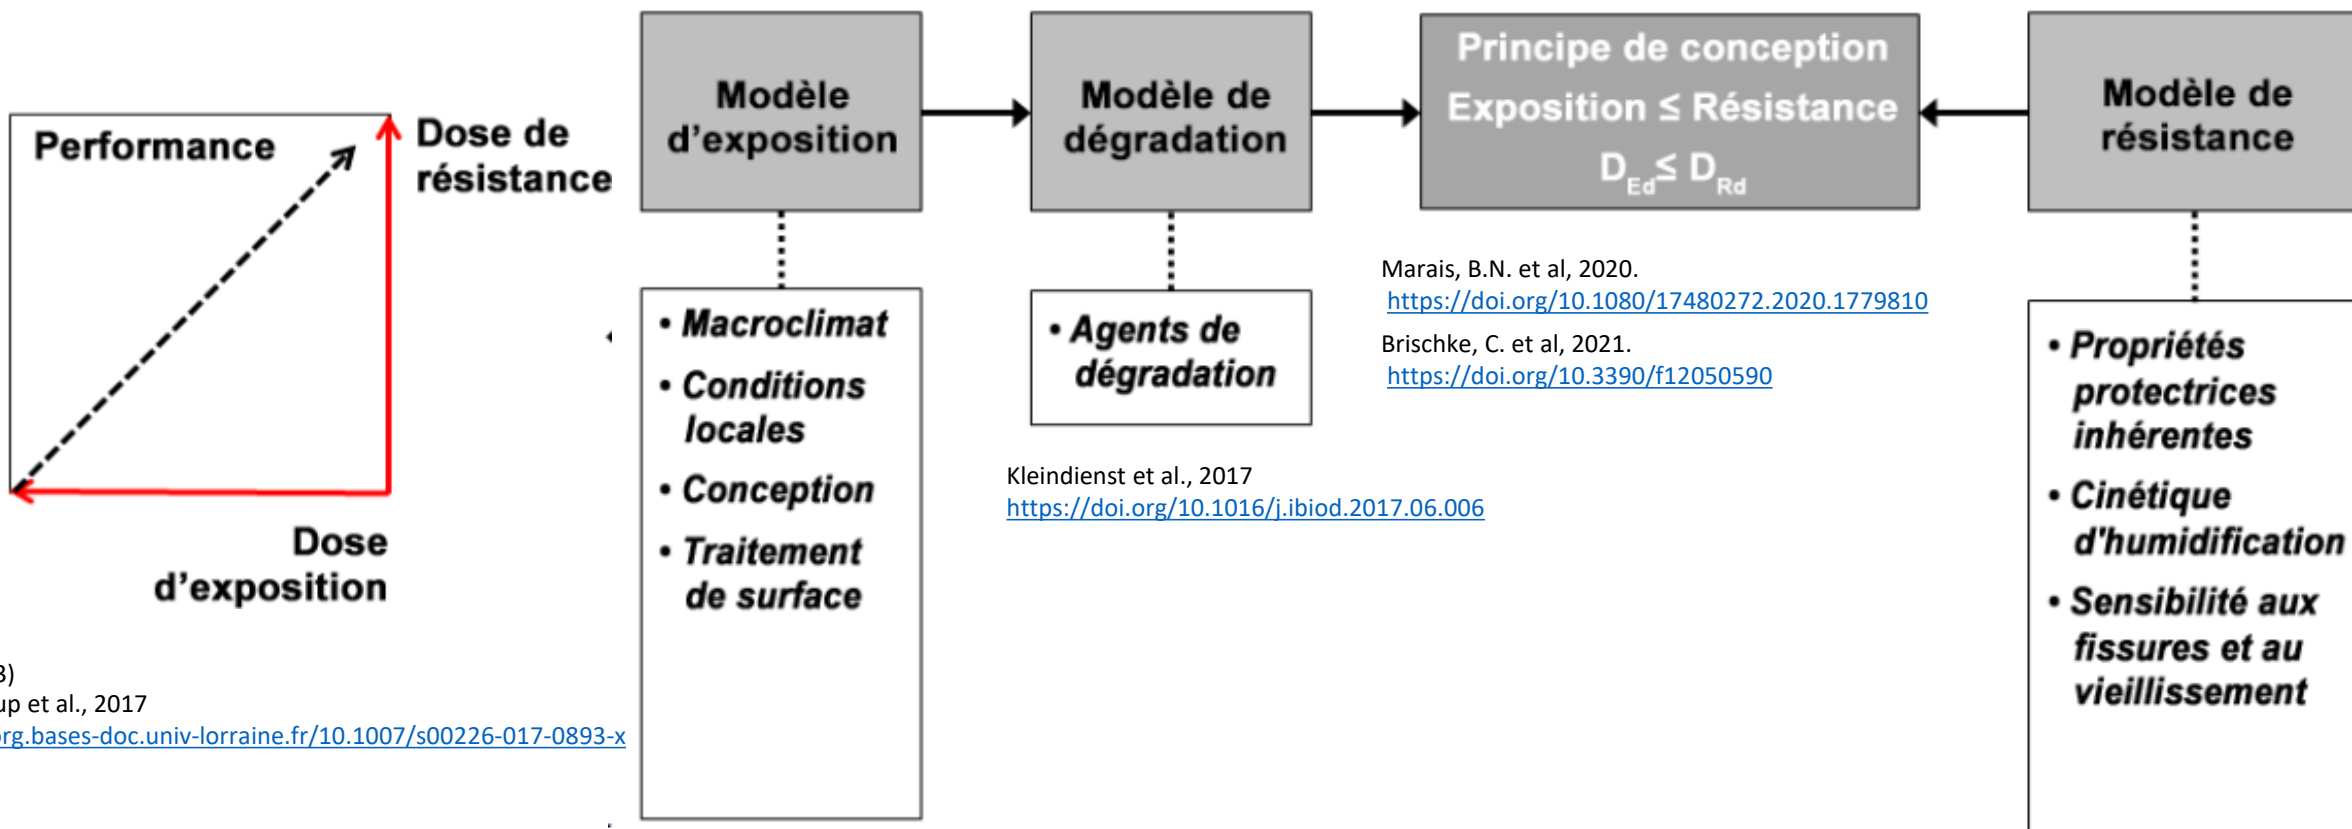 Performance
Dose de
résistance
Dose
d'exposition
3)
up et al., 2017
org.bases-doc.univ-lorraine.fr/10.1007/s00226-017-0893-x
Modèle
d'exposition
• Macroclimat
• Conditions
locales
• Conception
• Traitement
de surface
Modèle de
dégradation
• Agents de
dégradation
Kleindienst et al., 2017
https://doi.org/10.1016/j.ibiod.2017.06.006
Principe de conception
Exposition ≤ Résistance
D_Ed ≤ D_Rd
Marais, B.N. et al, 2020.
https://doi.org/10.1080/17480272.2020.1779810
Brischke, C. et al, 2021.
https://doi.org/10.3390/f12050590
Modèle de
résistance
• Propriétés
protectrices
inhérentes
• Cinétique
d'humidification
• Sensibilité aux
fissures et au
vieillissement